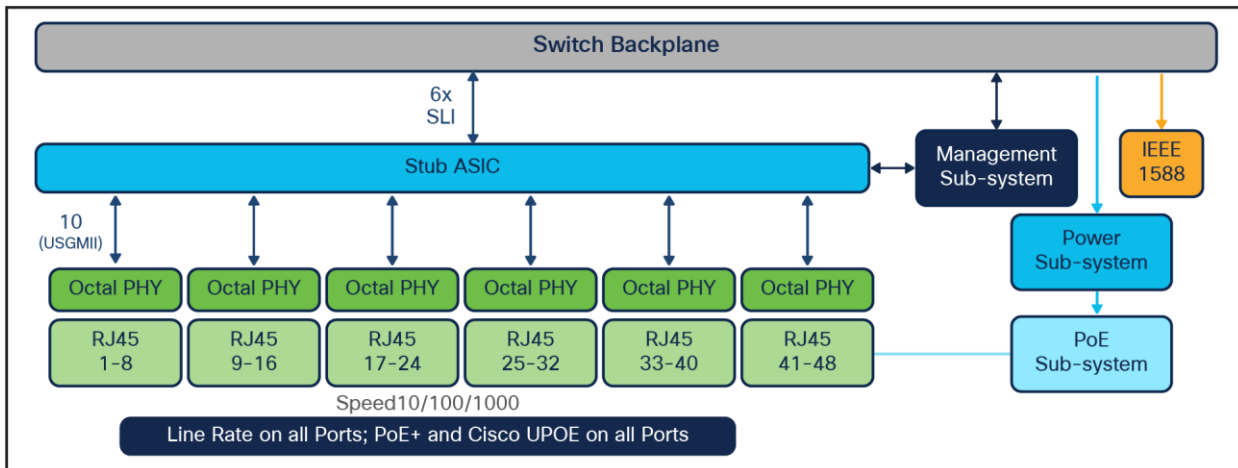 Switch Backplane
6x
SLI
Stub ASIC
Management
Sub-system
IEEE
1588
10
(USGMII)
Power
Sub-system
Octal PHY
Octal PHY
Octal PHY
Octal PHY
Octal PHY
Octal PHY
RJ45
1-8
RJ45
9-16
RJ45
17-24
RJ45
25-32
RJ45
33-40
RJ45
41-48
PoE
Sub-system
Speed10/100/1000
Line Rate on all Ports; PoE+ and Cisco UPOE on all Ports